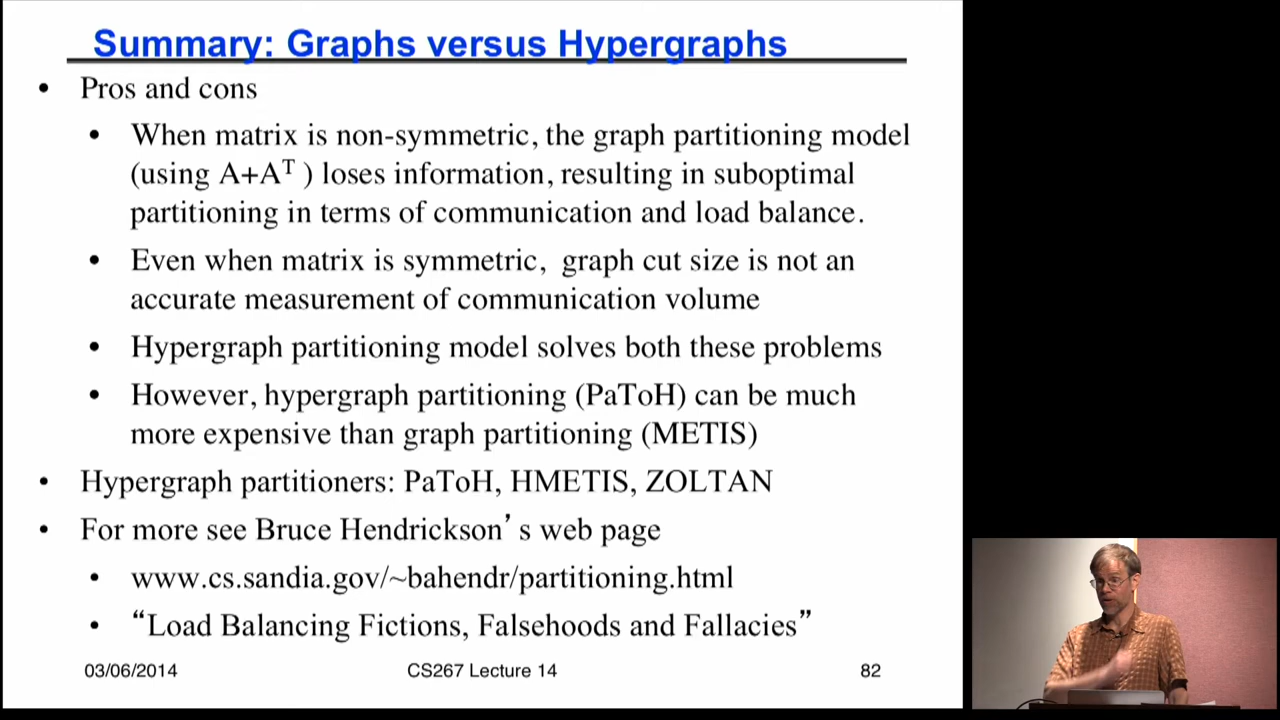 Summary: Graphs versus Hypergraphs
• Pros and cons
• When matrix is non-symmetric, the graph partitioning model
(using A+Aᵀ ) loses information, resulting in suboptimal
partitioning in terms of communication and load balance.
• Even when matrix is symmetric, graph cut size is not an
accurate measurement of communication volume
• Hypergraph partitioning model solves both these problems
• However, hypergraph partitioning (PaToH) can be much
more expensive than graph partitioning (METIS)
• Hypergraph partitioners: PaToH, HMETIS, ZOLTAN
• For more see Bruce Hendrickson’s web page
• www.cs.sandia.gov/~bahendr/partitioning.html
• “Load Balancing Fictions, Falsehoods and Fallacies”
03/06/2014 CS267 Lecture 14 82